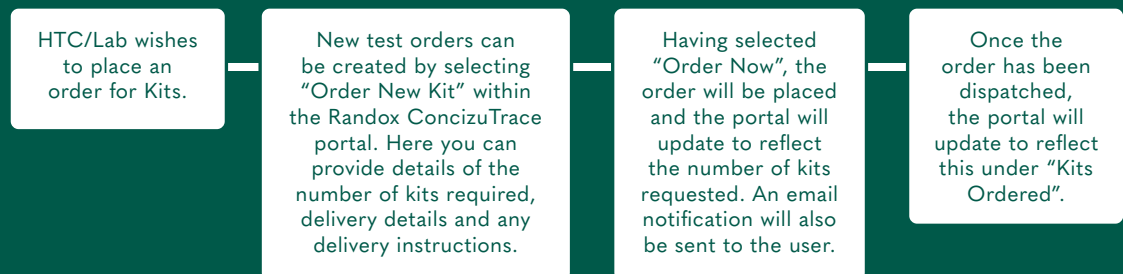 HTC/Lab wishes
to place an
order for Kits.
New test orders can
be created by selecting
“Order New Kit” within
the Randox ConcizuTrace
portal. Here you can
provide details of the
number of kits required,
delivery details and any
delivery instructions.
Having selected
“Order Now”, the
order will be placed
and the portal will
update to reflect
the number of kits
requested. An email
notification will also
be sent to the user.
Once the
order has been
dispatched,
the portal will
update to reflect
this under “Kits
Ordered”.